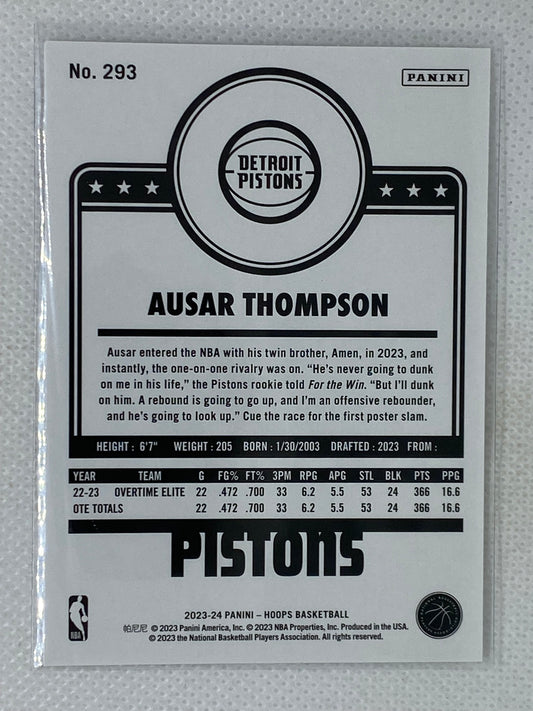 No. 293
PANINI
DETROIT
PISTONS
AUSAR THOMPSON
Ausar entered the NBA with his twin brother, Amen, in 2023, and
instantly, the one-on-one rivalry was on. “He’s never going to dunk
on me in his life,” the Pistons rookie told For the Win. “But I’ll dunk
on him. A rebound is going to go up, and I’m an offensive rebounder,
and he’s going to look up.” Cue the race for the first poster slam.
HEIGHT : 6'7" WEIGHT : 205 BORN : 1/30/2003 DRAFTED : 2023 FROM :
YEAR TEAM G FG% FT% 3PM RPG APG STL BLK PTS PPG
22-23 OVERTIME ELITE 22 .472 .700 33 6.2 5.5 53 24 366 16.6
OTE TOTALS 22 .472 .700 33 6.2 5.5 53 24 366 16.6
PISTONS
2023-24 PANINI – HOOPS BASKETBALL
帕尼尼 © 2023 Panini America, Inc. © 2023 NBA Properties, Inc. Produced in the USA.
© 2023 the National Basketball Players Association. All rights reserved.
NBA